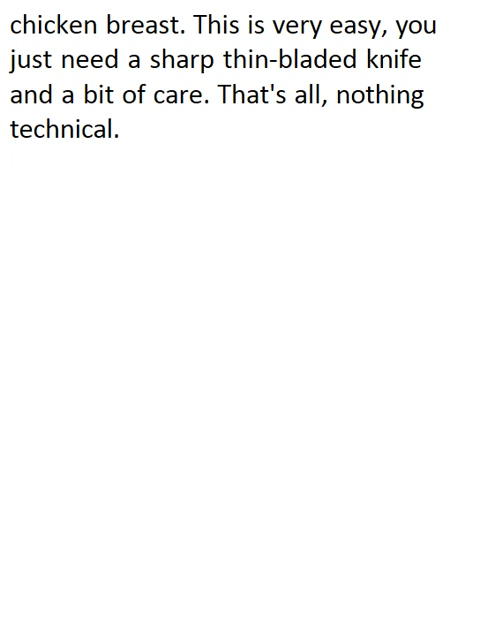 chicken breast. This is very easy, you
just need a sharp thin-bladed knife
and a bit of care. That's all, nothing
technical.